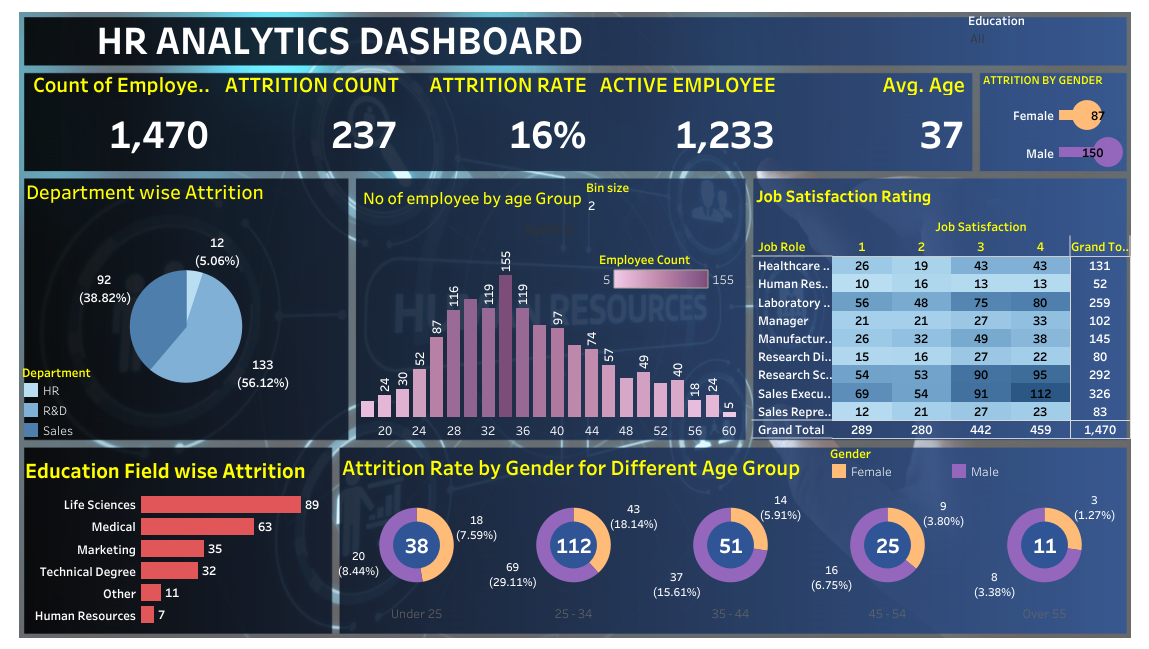 HR ANALYTICS DASHBOARD
Education
All
Count of Employe..
ATTRITION COUNT
ATTRITION RATE
ACTIVE EMPLOYEE
Avg. Age
1,470
237
16%
1,233
37
ATTRITION BY GENDER
Female 87
Male 150
Department wise Attrition
12
(5.06%)
92
(38.82%)
133
(56.12%)
Department
HR
R&D
Sales
No of employee by age Group
Bin size
2
Employee Count
5 155
24 30 52 87 116 119 155 119 97 74 57 49 40 18 24 5
20 24 28 32 36 40 44 48 52 56 60
HUMAN RESOURCES
Job Satisfaction Rating
Job Satisfaction
Job Role 1 2 3 4 Grand To..
Healthcare .. 26 19 43 43 131
Human Res.. 10 16 13 13 52
Laboratory .. 56 48 75 80 259
Manager 21 21 27 33 102
Manufactur.. 26 32 49 38 145
Research Di.. 15 16 27 22 80
Research Sc.. 54 53 90 95 292
Sales Execu.. 69 54 91 112 326
Sales Repre.. 12 21 27 23 83
Grand Total 289 280 442 459 1,470
Education Field wise Attrition
Life Sciences 89
Medical 63
Marketing 35
Technical Degree 32
Other 11
Human Resources 7
Attrition Rate by Gender for Different Age Group
Gender
Female
Male
18
(7.59%)
38
20
(8.44%)
Under 25
43
(18.14%)
112
69
(29.11%)
25 - 34
14
(5.91%)
51
37
(15.61%)
35 - 44
9
(3.80%)
25
16
(6.75%)
45 - 54
3
(1.27%)
11
8
(3.38%)
Over 55